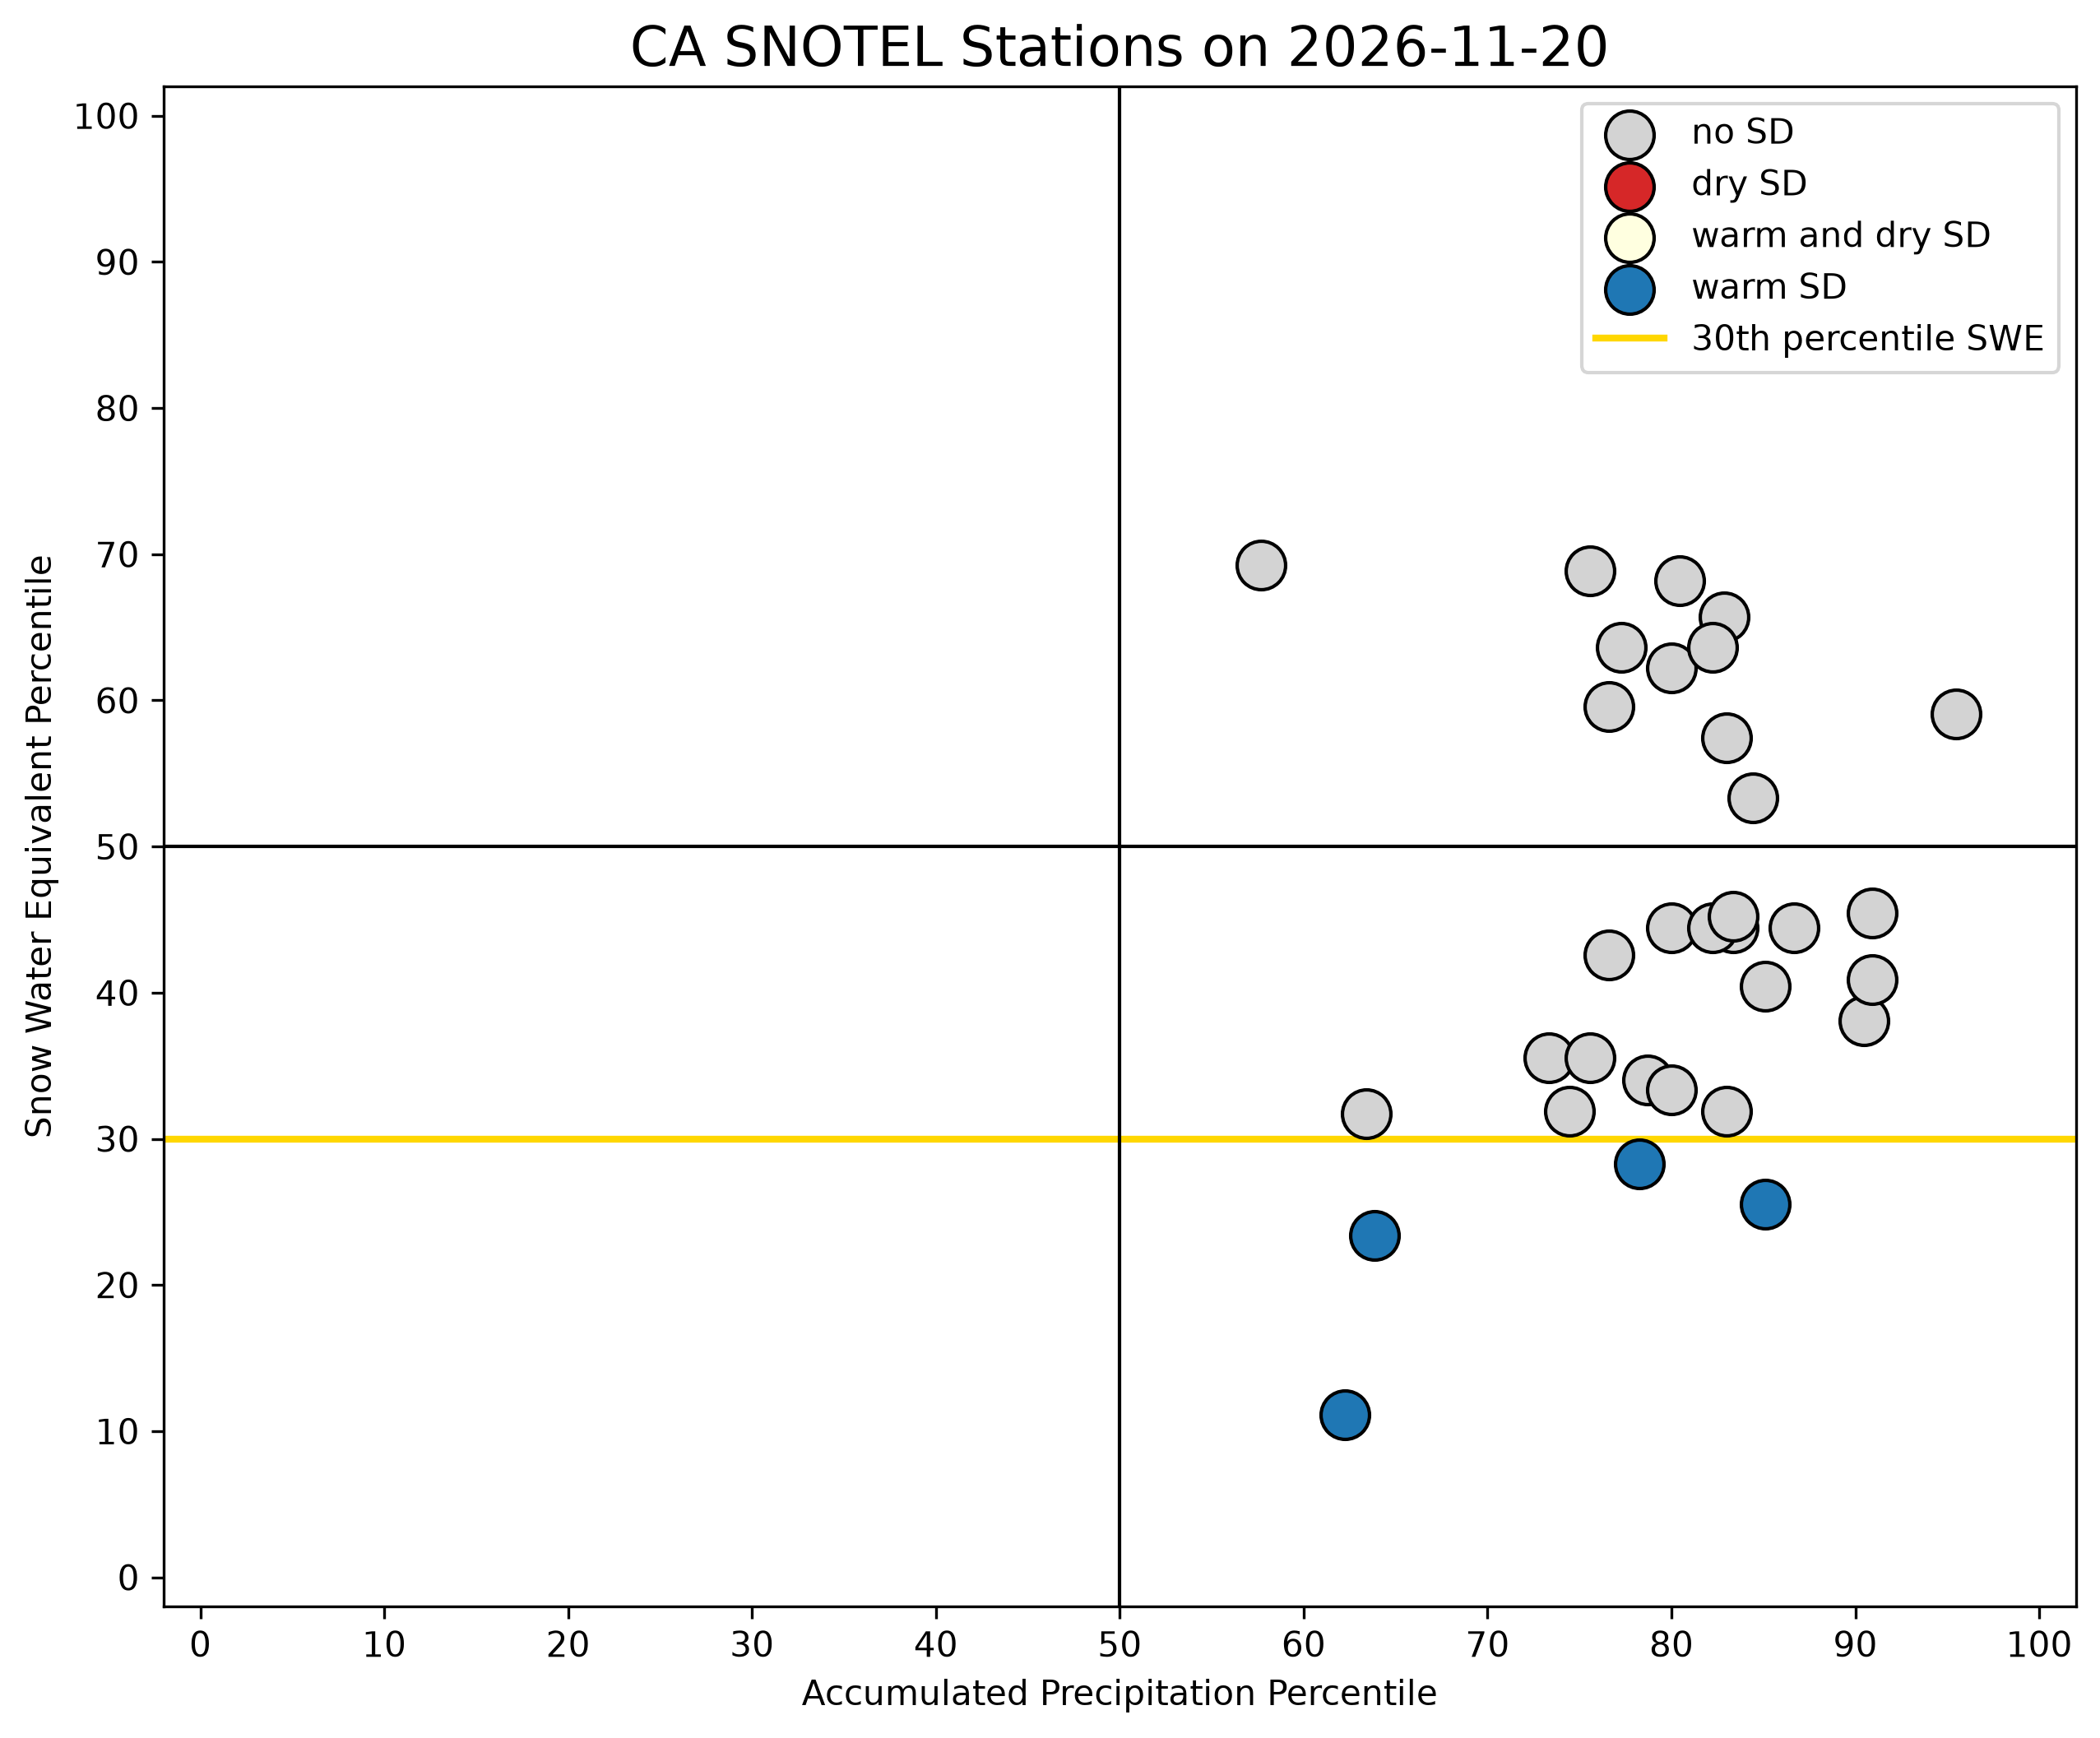 CA SNOTEL Stations on 2026-11-20
no SD
dry SD
warm and dry SD
warm SD
30th percentile SWE
Snow Water Equivalent Percentile
100
90
80
70
60
50
40
30
20
10
0
0 10 20 30 40 50 60 70 80 90 100
Accumulated Precipitation Percentile